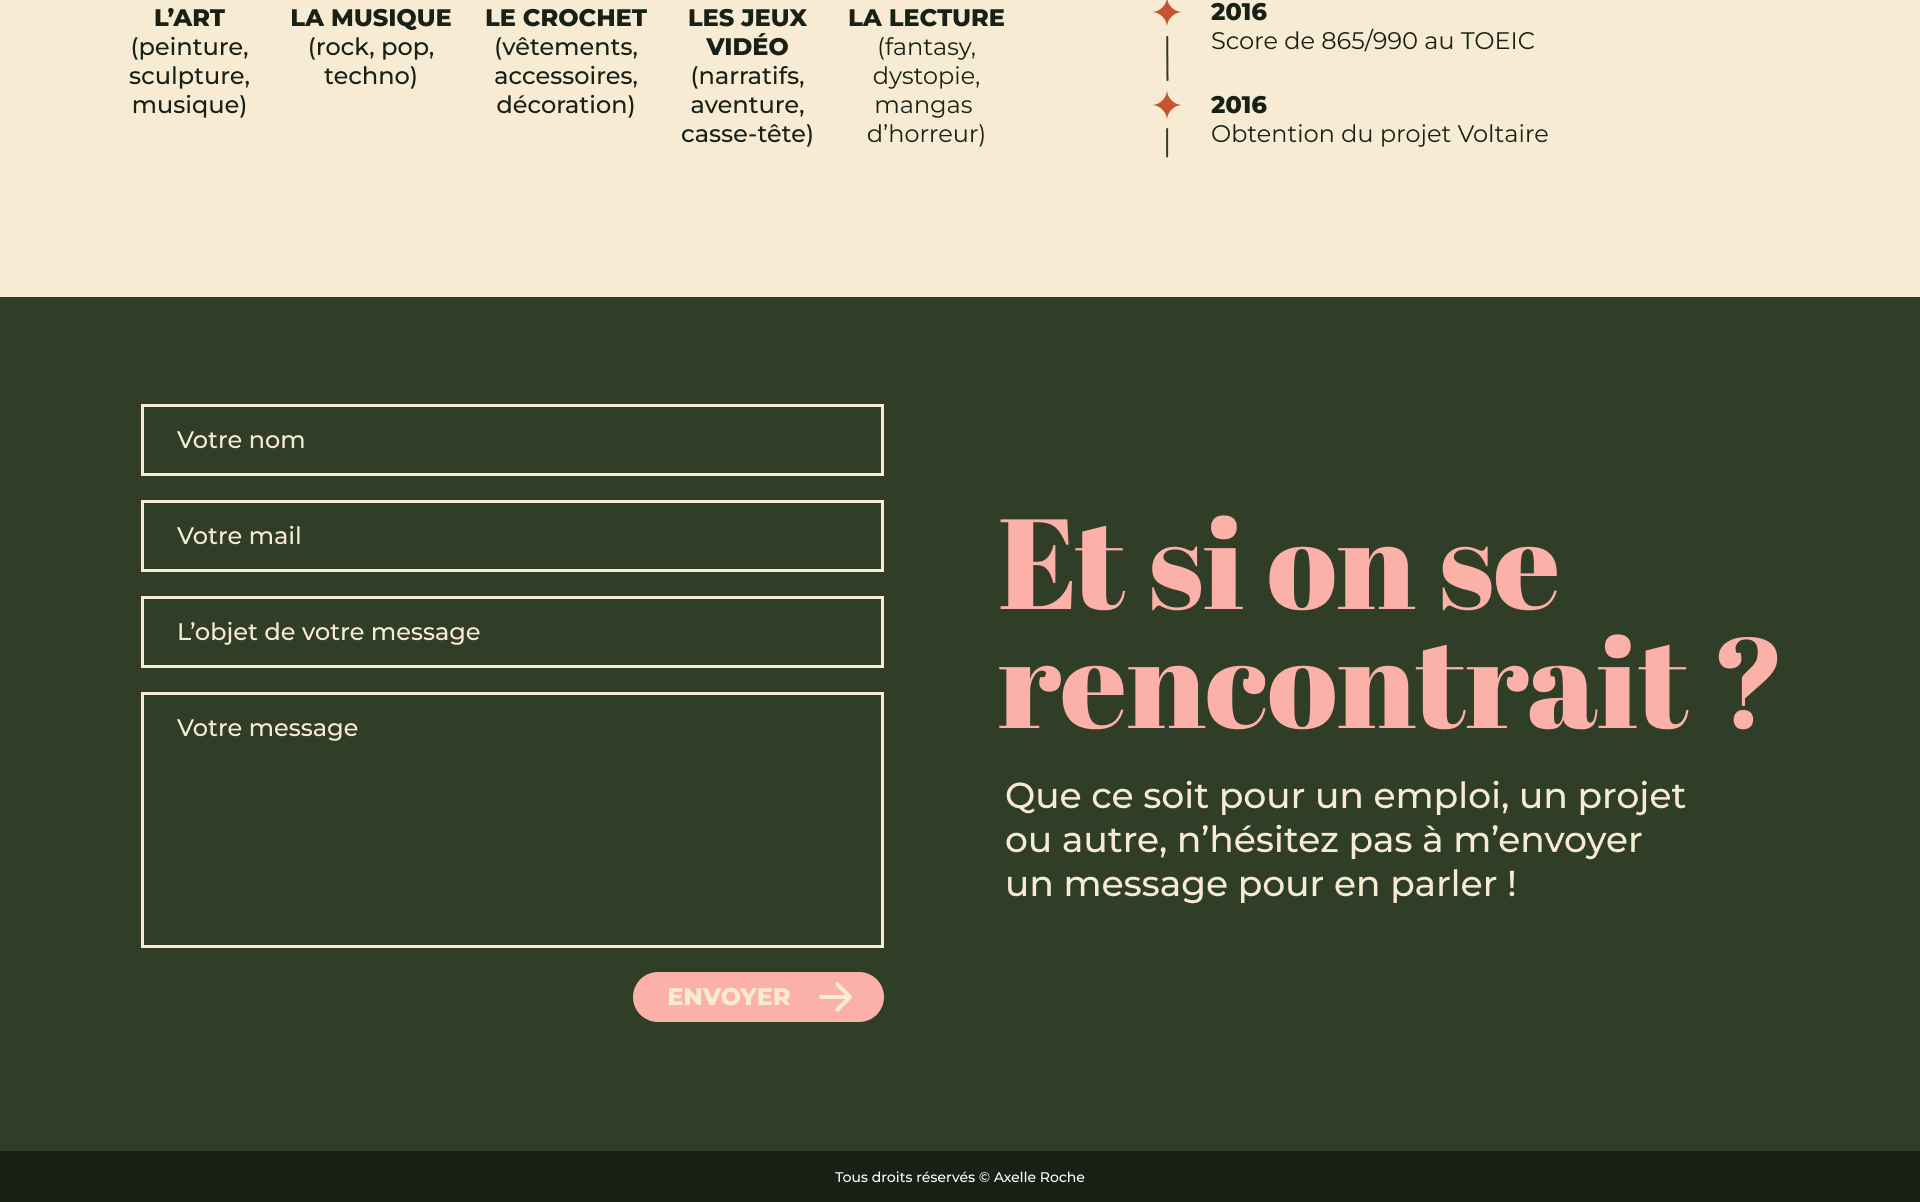 L’ART
(peinture,
sculpture,
musique)
LA MUSIQUE
(rock, pop,
techno)
LE CROCHET
(vêtements,
accessoires,
décoration)
LES JEUX
VIDÉO
(narratifs,
aventure,
casse-tête)
LA LECTURE
(fantasy,
dystopie,
mangas
d’horreur)
2016
Score de 865/990 au TOEIC
2016
Obtention du projet Voltaire
Votre nom
Votre mail
L’objet de votre message
Votre message
ENVOYER
Et si on se
rencontrait ?
Que ce soit pour un emploi, un projet
ou autre, n’hésitez pas à m’envoyer
un message pour en parler !
Tous droits réservés © Axelle Roche